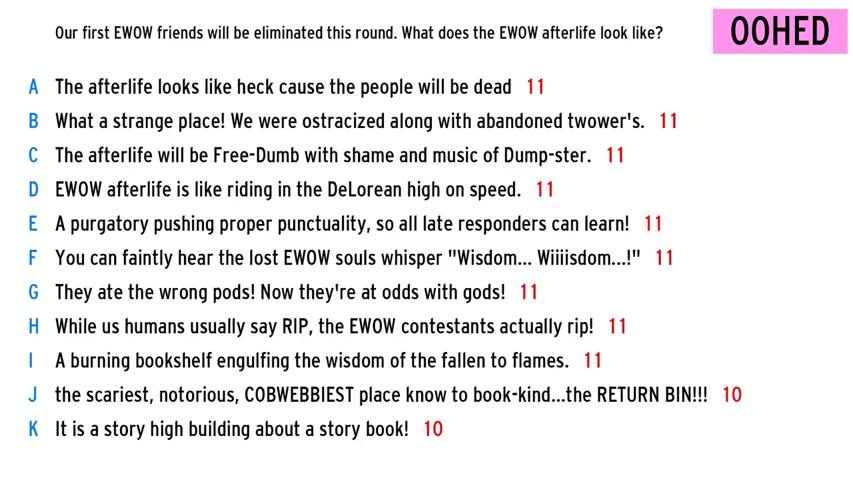 Our first EWOW friends will be eliminated this round. What does the EWOW afterlife look like?
OOHED
A The afterlife looks like heck cause the people will be dead 11
B What a strange place! We were ostracized along with abandoned twower's. 11
C The afterlife will be Free-Dumb with shame and music of Dump-ster. 11
D EWOW afterlife is like riding in the DeLorean high on speed. 11
E A purgatory pushing proper punctuality, so all late responders can learn! 11
F You can faintly hear the lost EWOW souls whisper "Wisdom... Wiiiisdom...!" 11
G They ate the wrong pods! Now they're at odds with gods! 11
H While us humans usually say RIP, the EWOW contestants actually rip! 11
I A burning bookshelf engulfing the wisdom of the fallen to flames. 11
J the scariest, notorious, COBWEBBIEST place know to book-kind...the RETURN BIN!!! 10
K It is a story high building about a story book! 10